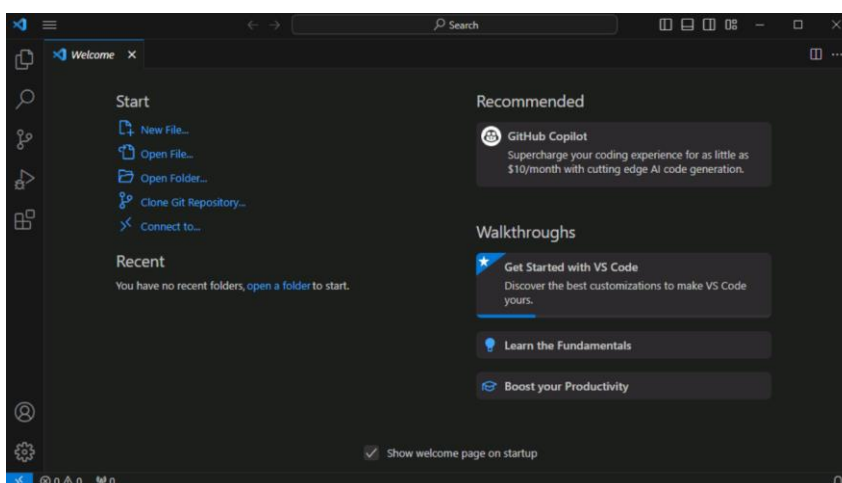 Search
Welcome
Start
New File...
Open File...
Open Folder...
Clone Git Repository...
Connect to...
Recent
You have no recent folders, open a folder to start.
Recommended
GitHub Copilot
Supercharge your coding experience for as little as
$10/month with cutting edge AI code generation.
Walkthroughs
Get Started with VS Code
Discover the best customizations to make VS Code
yours.
Learn the Fundamentals
Boost your Productivity
Show welcome page on startup
0 0 0